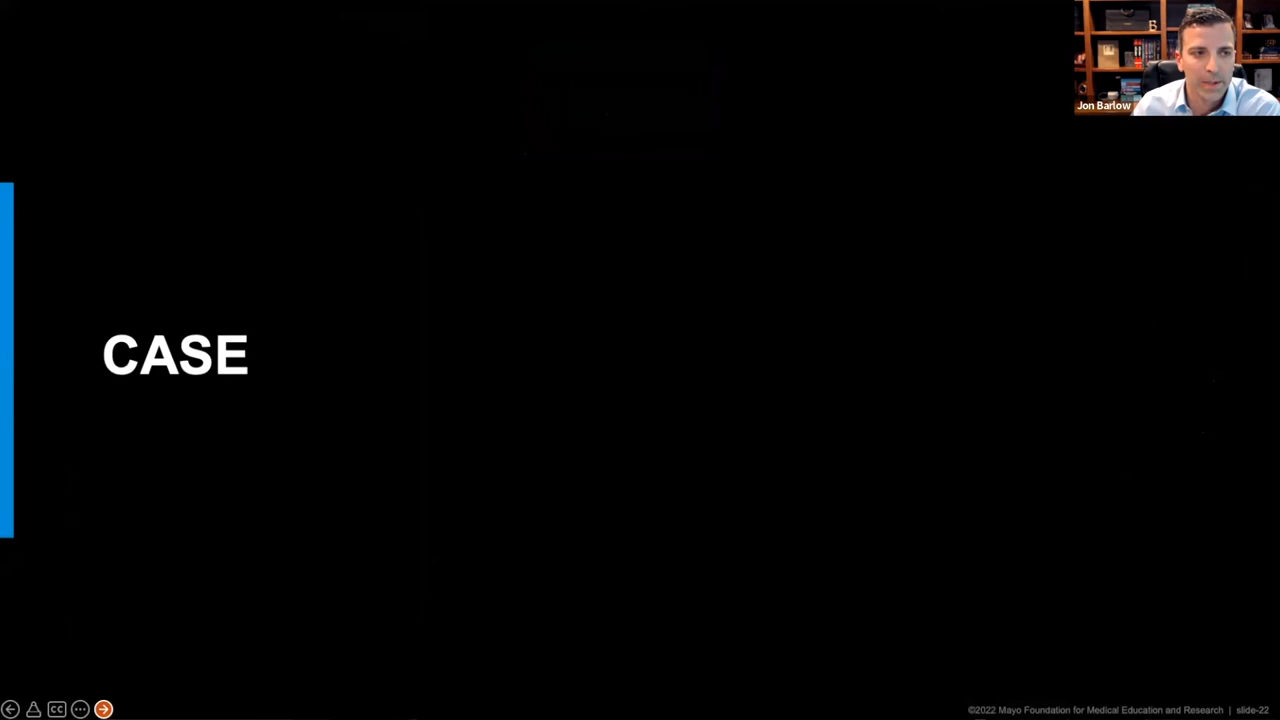 B
Jon Barlow
CASE
CC
©2022 Mayo Foundation for Medical Education and Research | slide-22